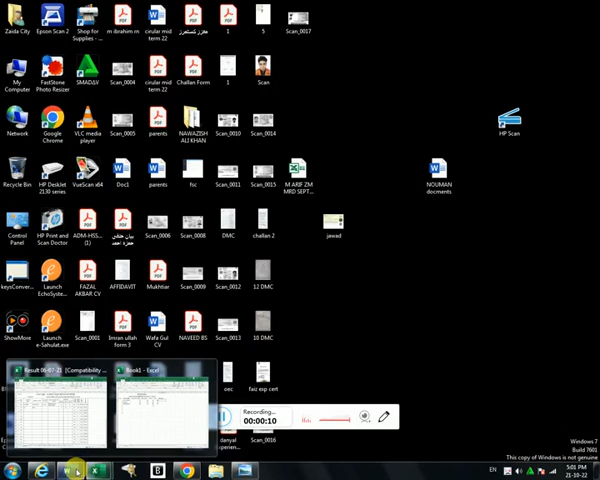 Zaida City
Epson Scan 2
Shop for
Supplies - ...
m ibrahim m
cirular mid
term 22
1
5
Scan_0017
My
Computer
FastStone
Photo Resizer
SMADΔV
Scan_0004
cirular mid
term 22
Challan Form
1
Scan
Network
Google
Chrome
VLC media
player
Scan_0005
parents
NAWAZISH
ALI KHAN
Scan_0010
Scan_0014
HP Scan
Recycle Bin
HP DeskJet
2130 series
VueScan x64
Doc1
parents
fsc
Scan_0011
Scan_0015
M ARIF ZM
MRD SEPT...
NOUMAN
docments
Control
Panel
HP Print and
Scan Doctor
ADM-HSS...
(1)
Scan_0006
Scan_0008
DMC
challan 2
jawad
keysConver...
Launch
EchoSyste...
FAZAL
AKBAR CV
AFFIDAVIT
Mukhtiar
Scan_0009
Scan_0012
12 DMC
ShowMore
Launch
e-Sahulat.exe
Scan_0001
Imran ullah
form 3
Wafa Gul
CV
NAVEED BS
Scan_0013
10 DMC
Result 06-07-21 [Compatibility ...
Book1 - Excel
oec
faiz exp cert
Recording...
00:00:10
danyal
experien...
Scan_0016
Windows 7
Build 7601
This copy of Windows is not genuine
EN
5:01 PM
21-10-22